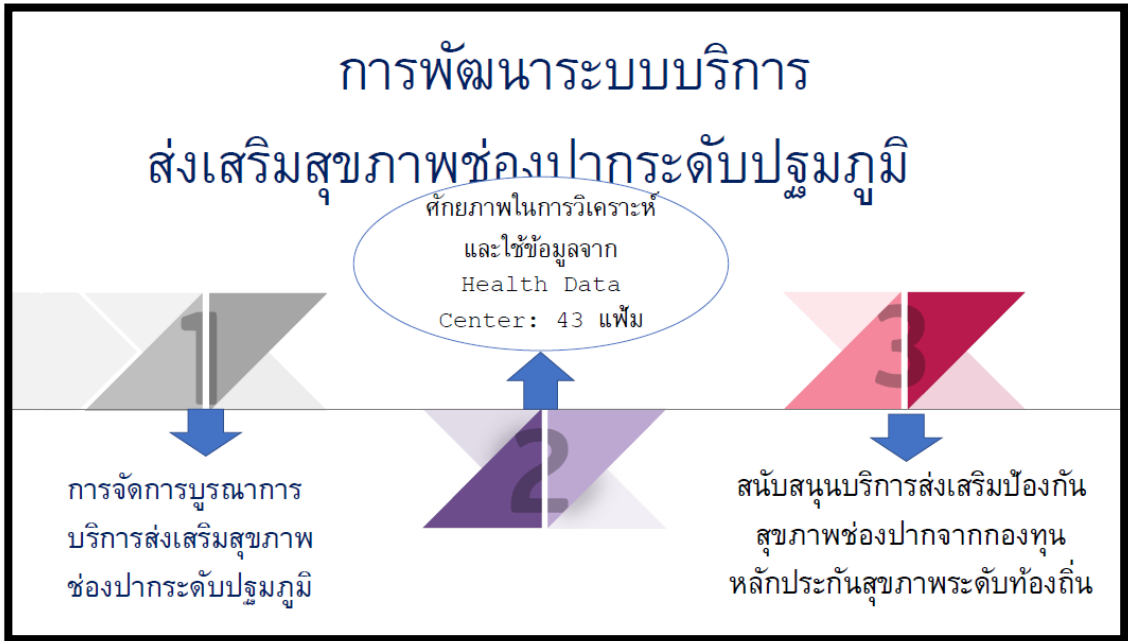 การพัฒนาระบบบริการ
ส่งเสริมสุขภาพช่องปากระดับปฐมภูมิ
1
การจัดการบูรณาการ
บริการส่งเสริมสุขภาพ
ช่องปากระดับปฐมภูมิ
ศักยภาพในการวิเคราะห์
และใช้ข้อมูลจาก
Health Data
Center: 43 แฟ้ม
2
3
สนับสนุนบริการส่งเสริมป้องกัน
สุขภาพช่องปากจากกองทุน
หลักประกันสุขภาพระดับท้องถิ่น